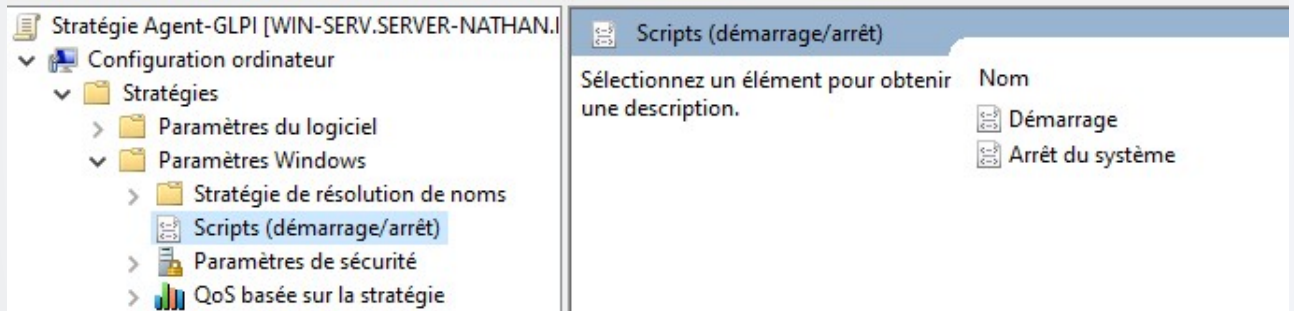 Stratégie Agent-GLPI [WIN-SERV.SERVER-NATHAN.
Configuration ordinateur
Stratégies
Paramètres du logiciel
Paramètres Windows
Stratégie de résolution de noms
Scripts (démarrage/arrêt)
Paramètres de sécurité
QoS basée sur la stratégie
Scripts (démarrage/arrêt)
Sélectionnez un élément pour obtenir
une description.
Nom
Démarrage
Arrêt du système